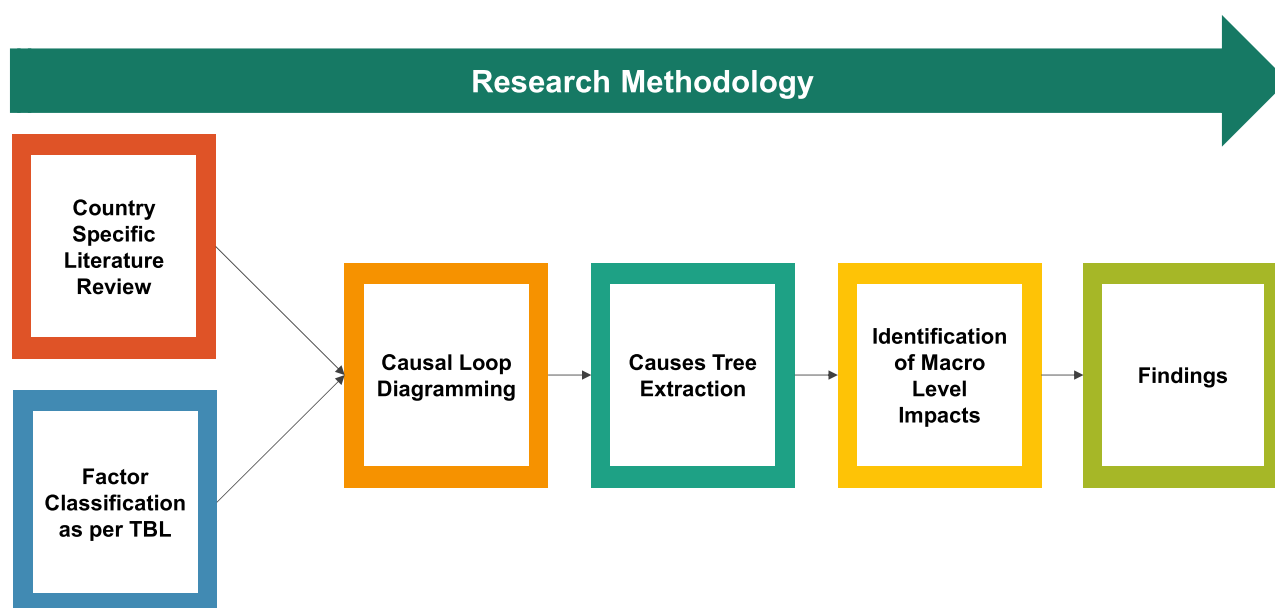 Research Methodology
Country
Specific
Literature
Review
Factor
Classification
as per TBL
Causal Loop
Diagramming
Causes Tree
Extraction
Identification
of Macro
Level
Impacts
Findings